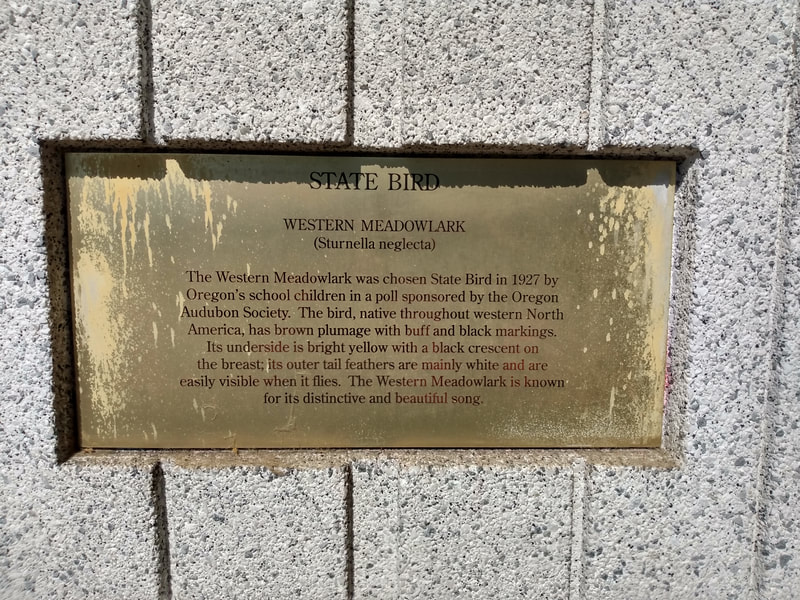 STATE BIRD
WESTERN MEADOWLARK
(Sturnella neglecta)
The Western Meadowlark was chosen State Bird in 1927 by
Oregon's school children in a poll sponsored by the Oregon
Audubon Society. The bird, native throughout western North
America, has brown plumage with buff and black markings.
Its underside is bright yellow with a black crescent on
the breast; its outer tail feathers are mainly white and are
easily visible when it flies. The Western Meadowlark is known
for its distinctive and beautiful song.